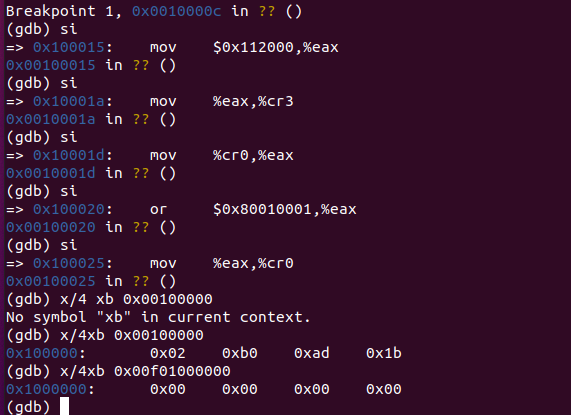 Breakpoint 1, 0x0010000c in ?? ()
(gdb) si
=> 0x100015:    mov    $0x112000,%eax
0x00100015 in ?? ()
(gdb) si
=> 0x10001a:    mov    %eax,%cr3
0x0010001a in ?? ()
(gdb) si
=> 0x10001d:    mov    %cr0,%eax
0x0010001d in ?? ()
(gdb) si
=> 0x100020:    or     $0x80010001,%eax
0x00100020 in ?? ()
(gdb) si
=> 0x100025:    mov    %eax,%cr0
0x00100025 in ?? ()
(gdb) x/4 xb 0x00100000
No symbol "xb" in current context.
(gdb) x/4xb 0x00100000
0x100000:       0x02    0xb0    0xad    0x1b
(gdb) x/4xb 0x00f01000000
0x1000000:      0x00    0x00    0x00    0x00
(gdb)